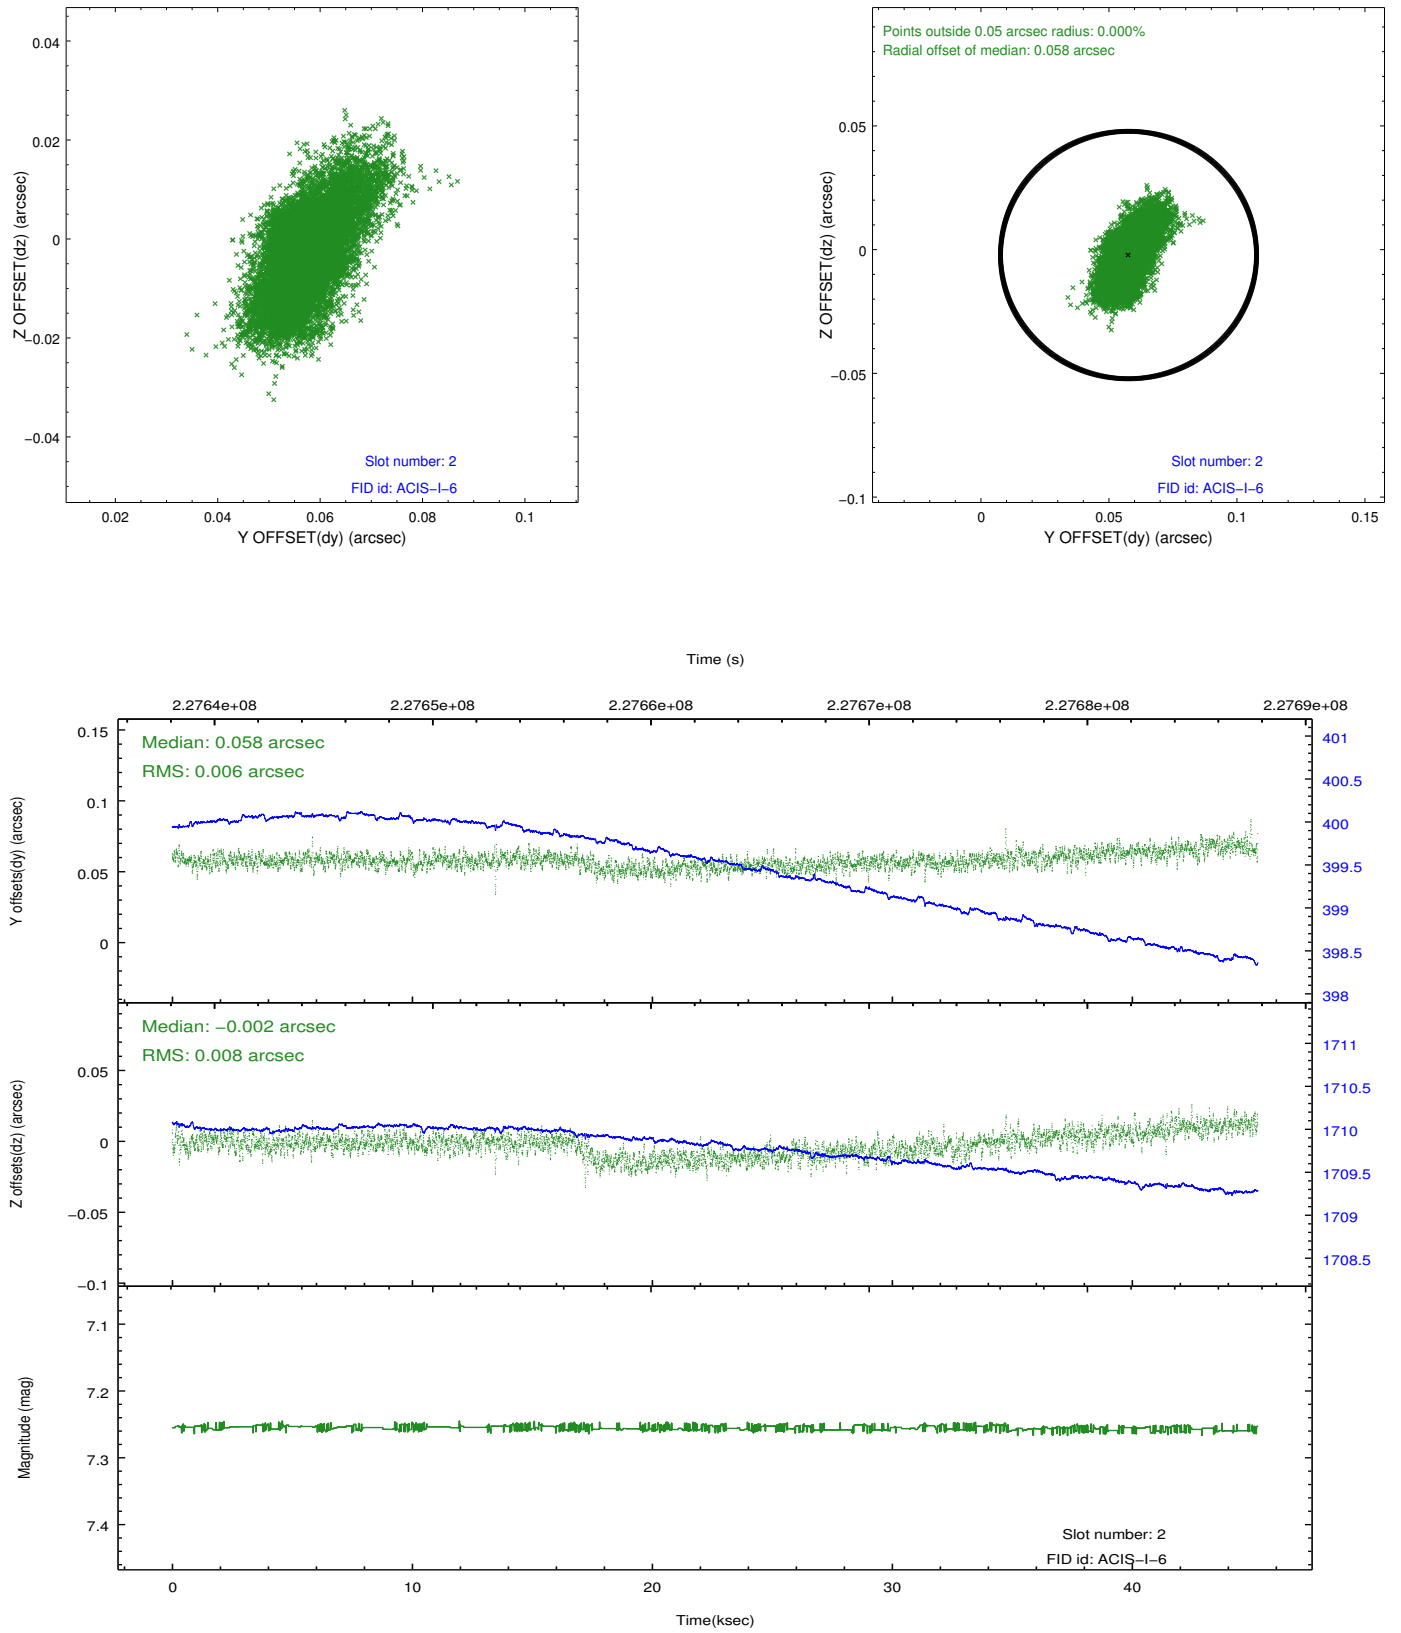 0.04
0.02
0
−0.02
−0.04
Z OFFSET(dz) (arcsec)
Slot number: 2
FID id: ACIS−I−6
0.02 0.04 0.06 0.08 0.1
Y OFFSET(dy) (arcsec)
Points outside 0.05 arcsec radius: 0.000%
Radial offset of median: 0.058 arcsec
0.05
0
−0.05
−0.1
Z OFFSET(dz) (arcsec)
Slot number: 2
FID id: ACIS−I−6
0 0.05 0.1 0.15
Y OFFSET(dy) (arcsec)
Time (s)
2.2764e+08 2.2765e+08 2.2766e+08 2.2767e+08 2.2768e+08 2.2769e+08
Median: 0.058 arcsec
RMS: 0.006 arcsec
0.15
0.1
0.05
0
Y offsets(dy) (arcsec)
401
400.5
400
399.5
399
398.5
398
Median: −0.002 arcsec
RMS: 0.008 arcsec
0.05
0
−0.05
−0.1
Z offsets(dz) (arcsec)
1711
1710.5
1710
1709.5
1709
1708.5
7.1
7.2
7.3
7.4
Magnitude (mag)
Slot number: 2
FID id: ACIS−I−6
0 10 20 30 40
Time(ksec)